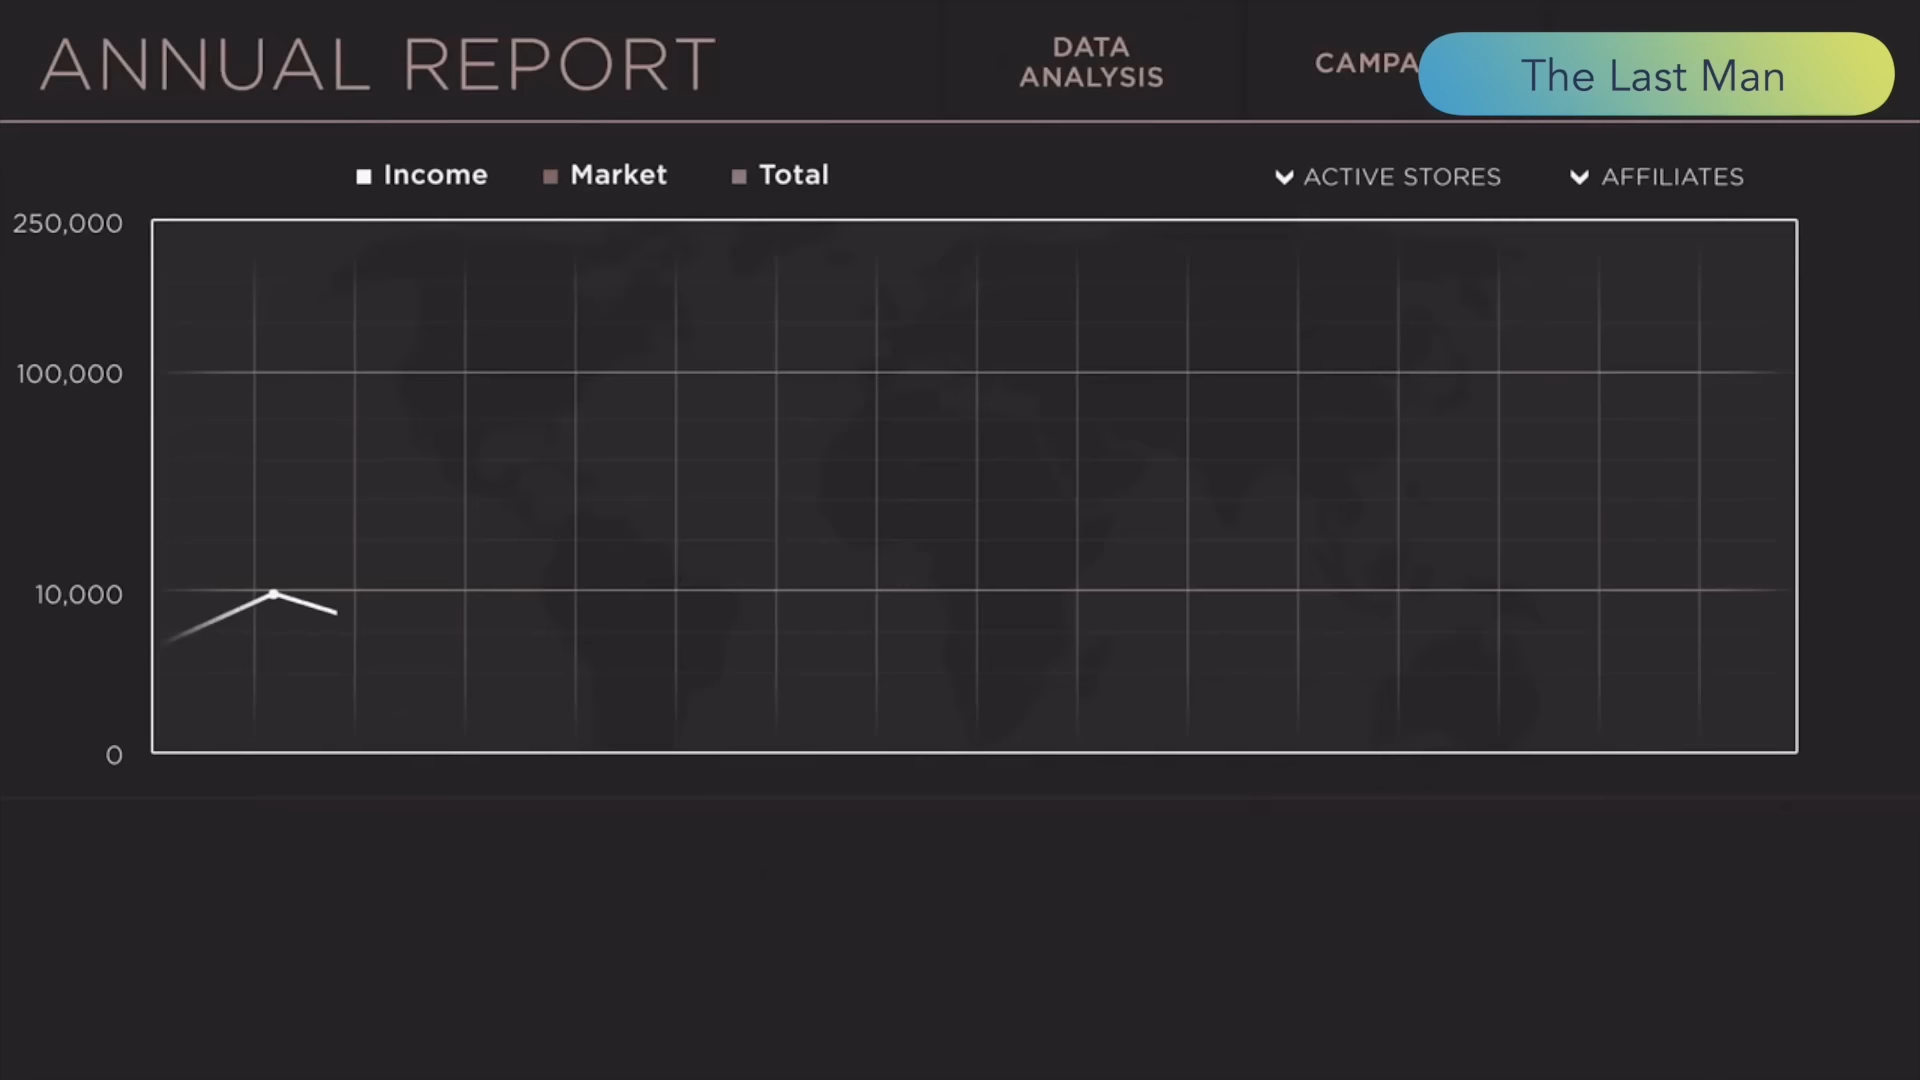 ANNUAL REPORT
DATA
ANALYSIS
CAMPA
The Last Man
Income
Market
Total
ACTIVE STORES
AFFILIATES
250,000
100,000
10,000
0